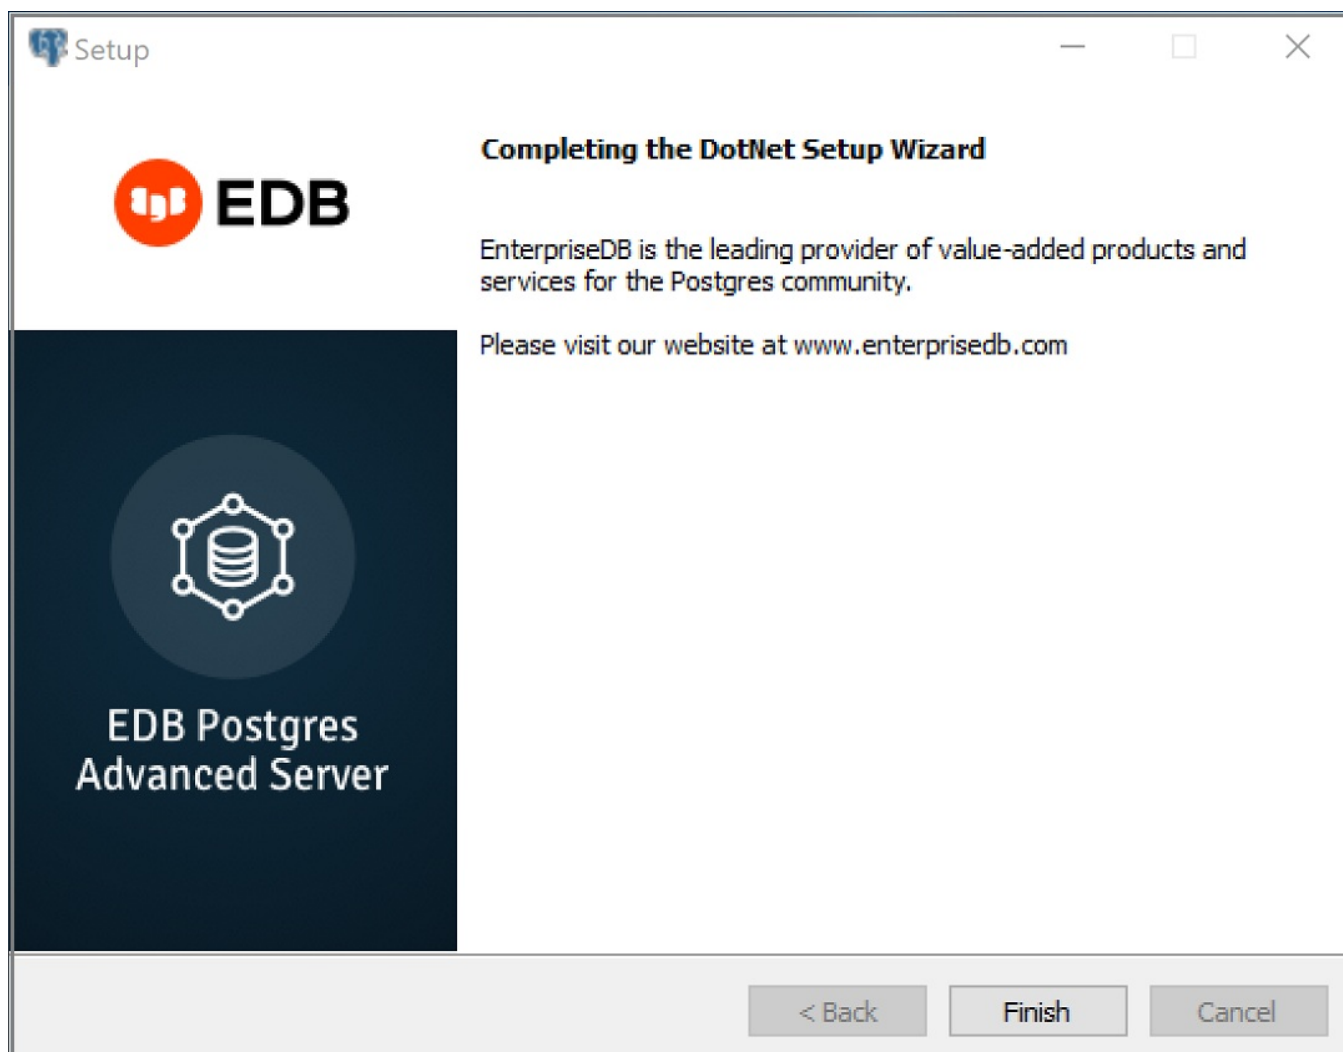 Setup
EDB
Completing the DotNet Setup Wizard
EnterpriseDB is the leading provider of value-added products and
services for the Postgres community.
Please visit our website at www.enterprisedb.com
EDB Postgres
Advanced Server
< Back
Finish
Cancel